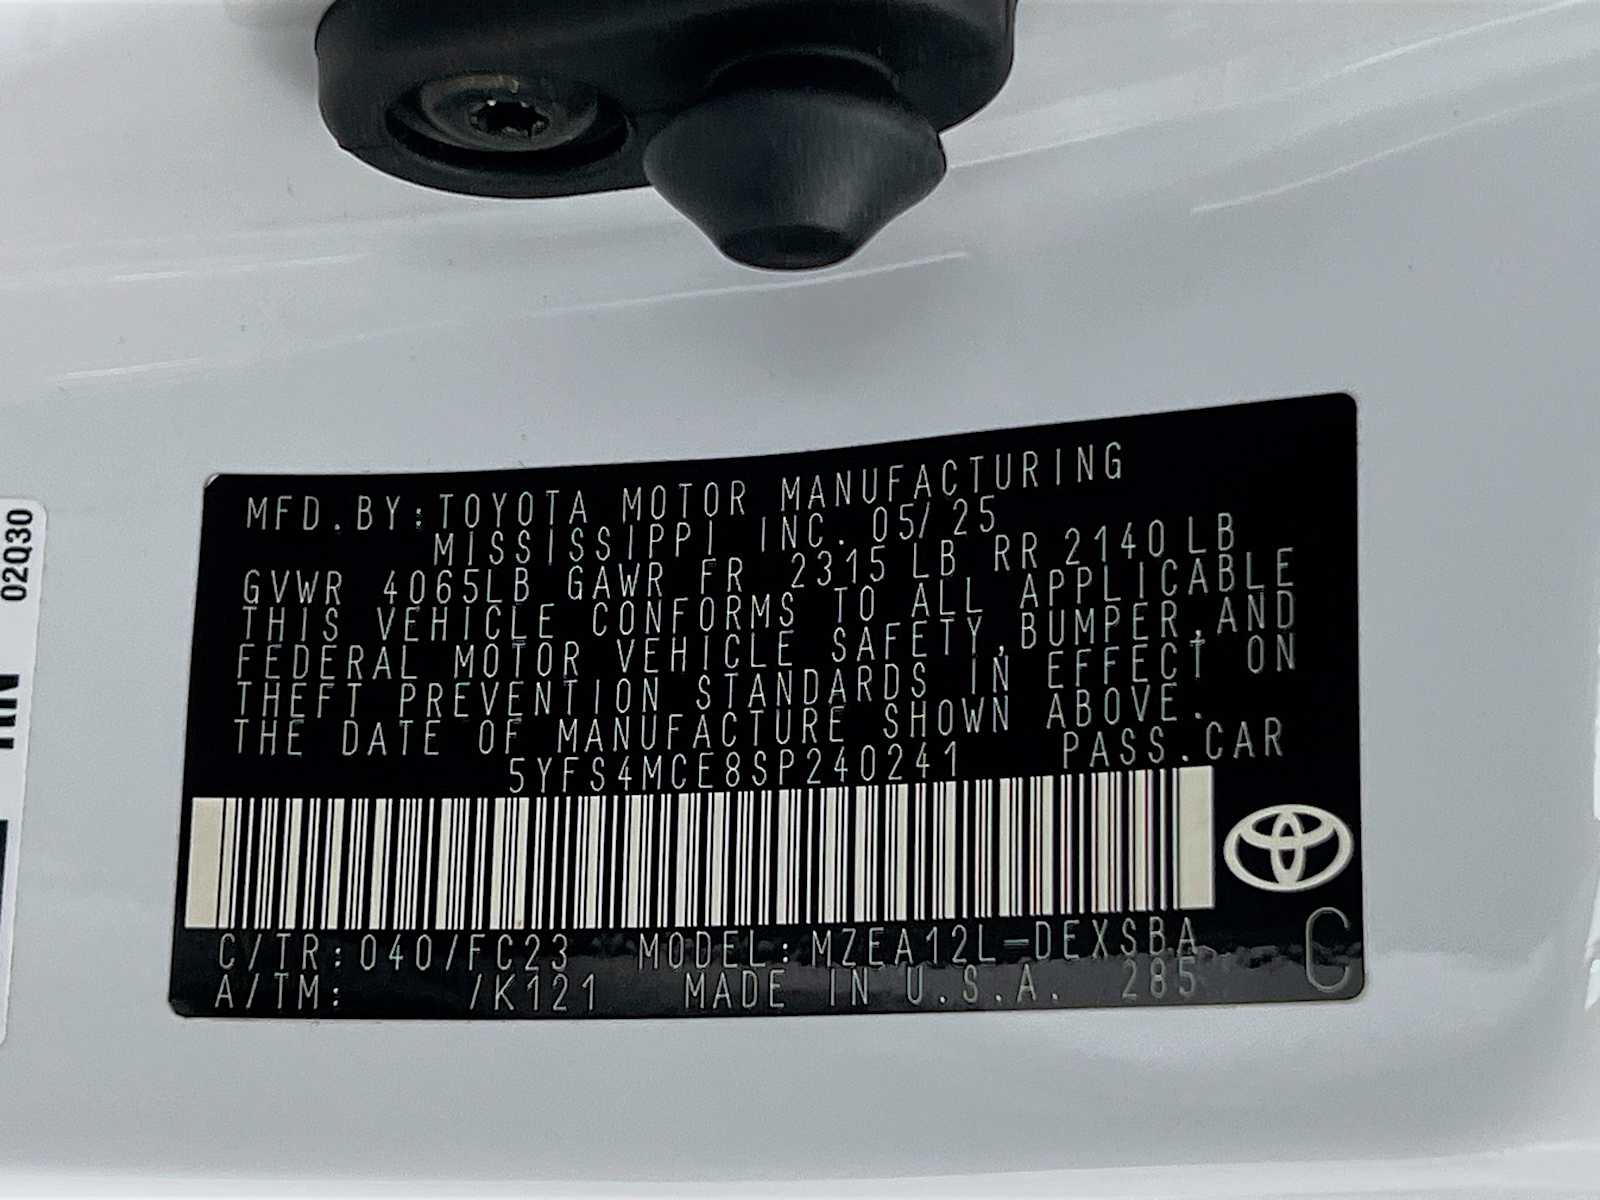 MFD.BY:TOYOTA MOTOR MANUFACTURING
MISSISSIPPI INC. 05/25
GVWR 4065LB GAWR FR 2315 LB RR 2140 LB
THIS VEHICLE CONFORMS TO ALL APPLICABLE
FEDERAL MOTOR VEHICLE SAFETY,BUMPER,AND
THEFT PREVENTION STANDARDS IN EFFECT ON
THE DATE OF MANUFACTURE SHOWN ABOVE.
5YFS4MCE8SP240241 PASS.CAR
C/TR:040/FC23 MODEL:MZEA12L-DEXSBA
A/TM: /K121 MADE IN U.S.A. 285
C
02Q30